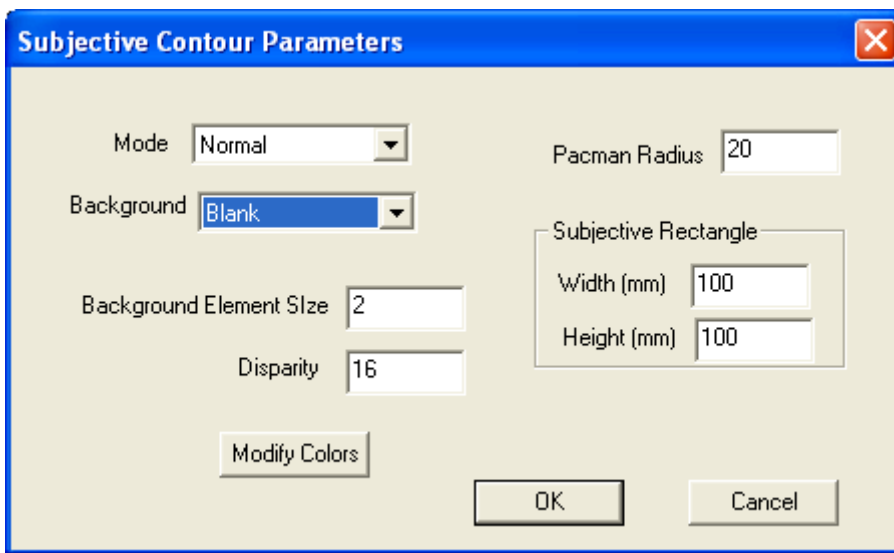 Subjective Contour Parameters
Mode Normal
Background Blank
Background Element SIze 2
Disparity 16
Modify Colors
Pacman Radius 20
Subjective Rectangle
Width (mm) 100
Height (mm) 100
OK
Cancel